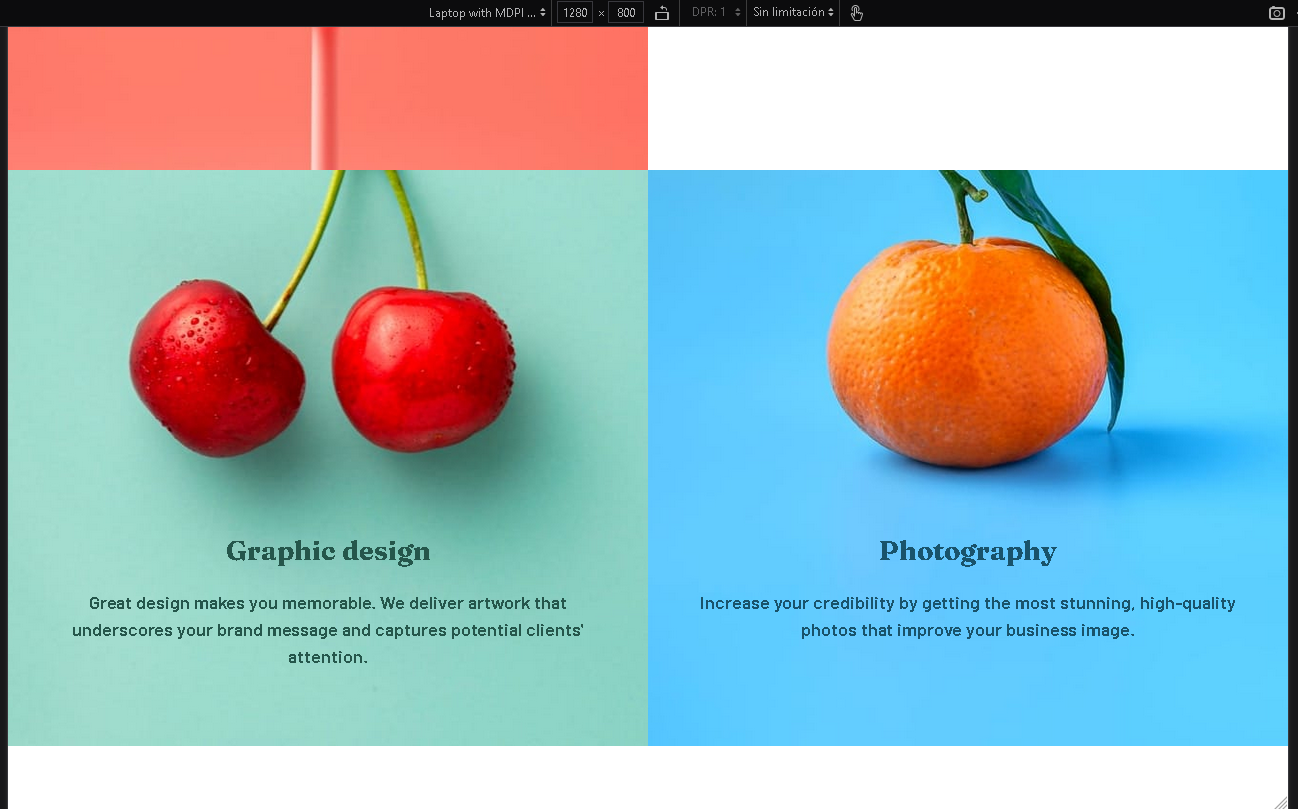 Laptop with MDPI ... 1280 × 800 DPR: 1 Sin limitación
Graphic design
Great design makes you memorable. We deliver artwork that
underscores your brand message and captures potential clients'
attention.
Photography
Increase your credibility by getting the most stunning, high-quality
photos that improve your business image.